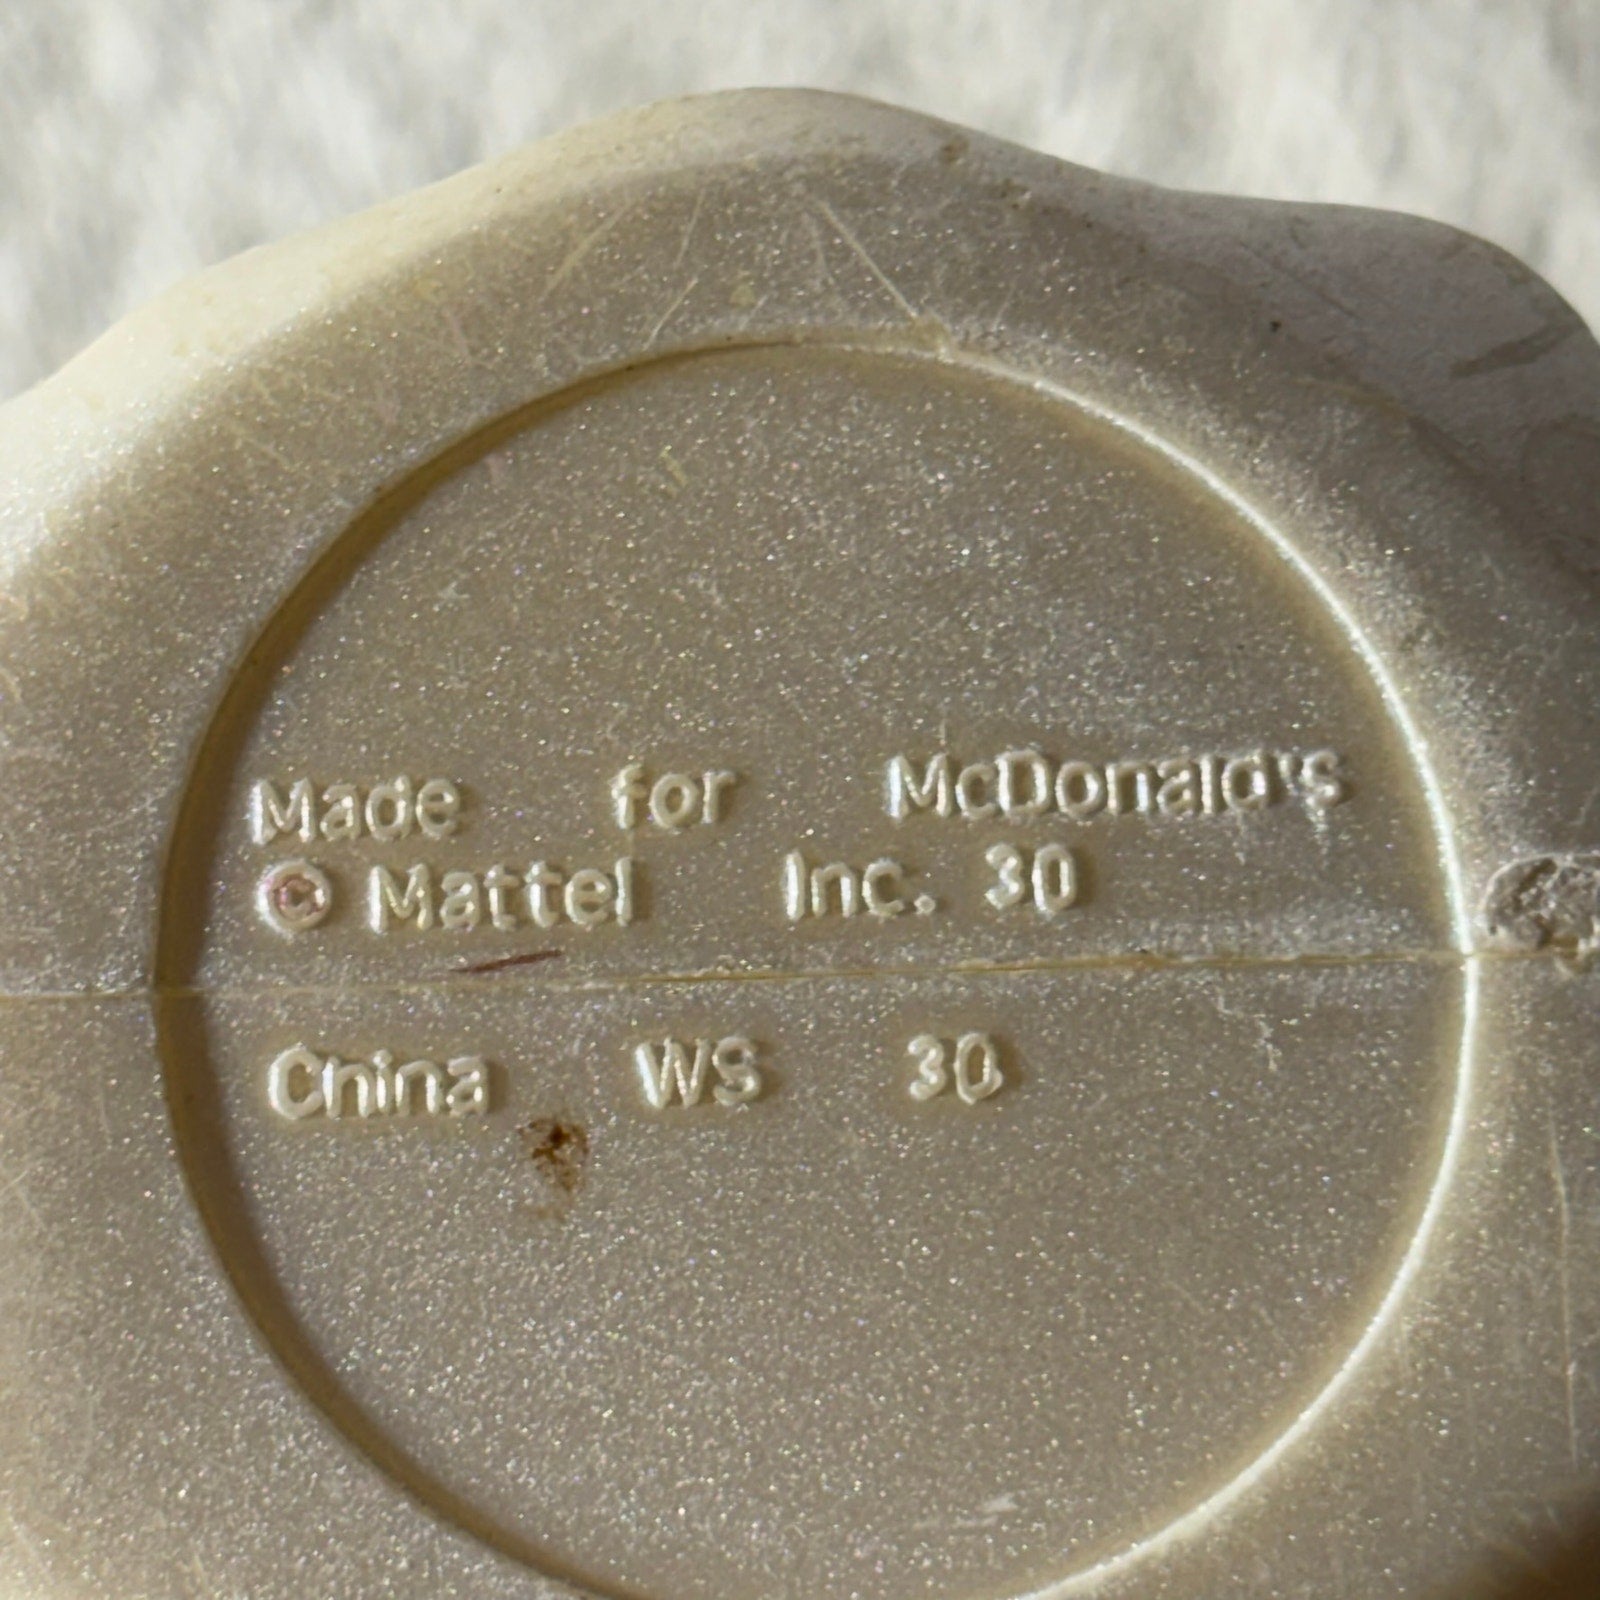 Made for McDonald's
© Mattel Inc. 30
China WS 30